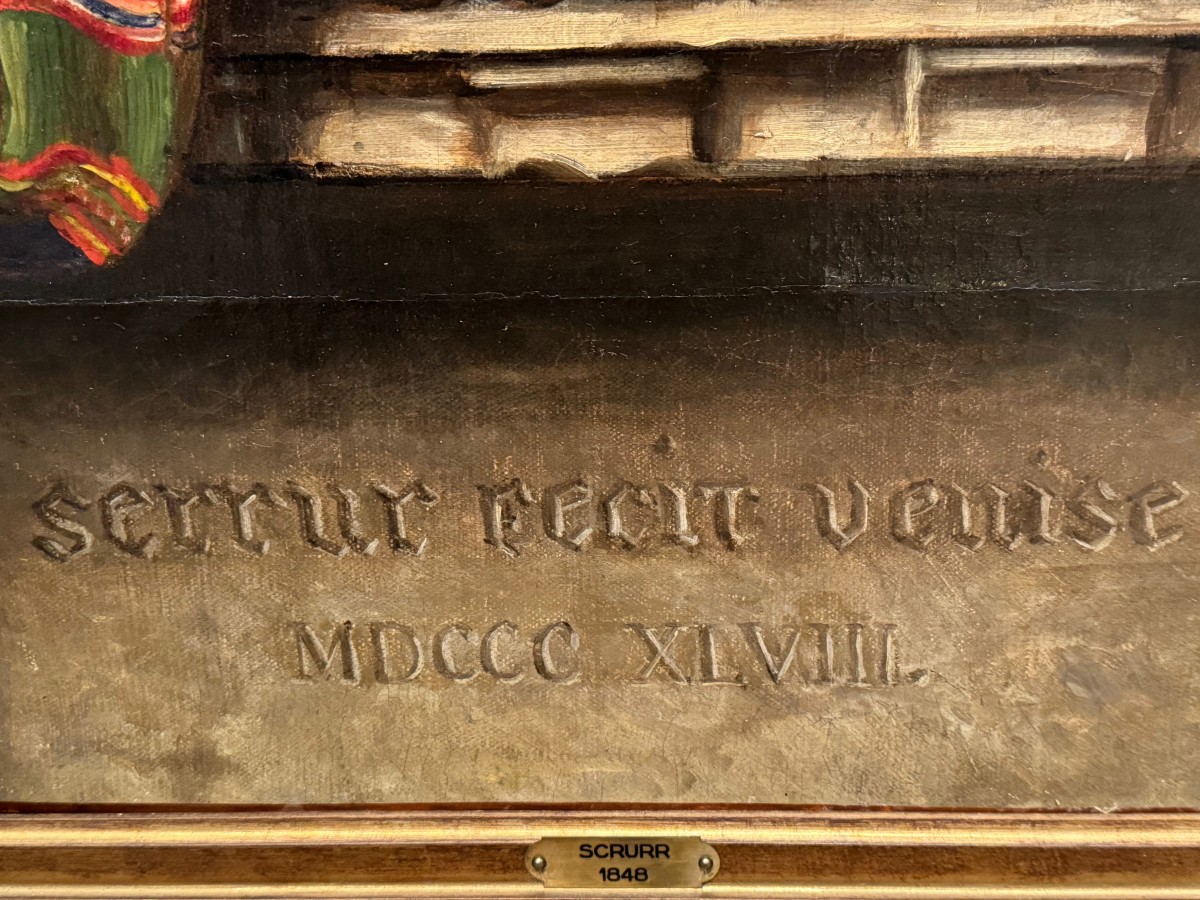 serrur fecit venise
MDCCC XLVIII.
SCRURR
1848